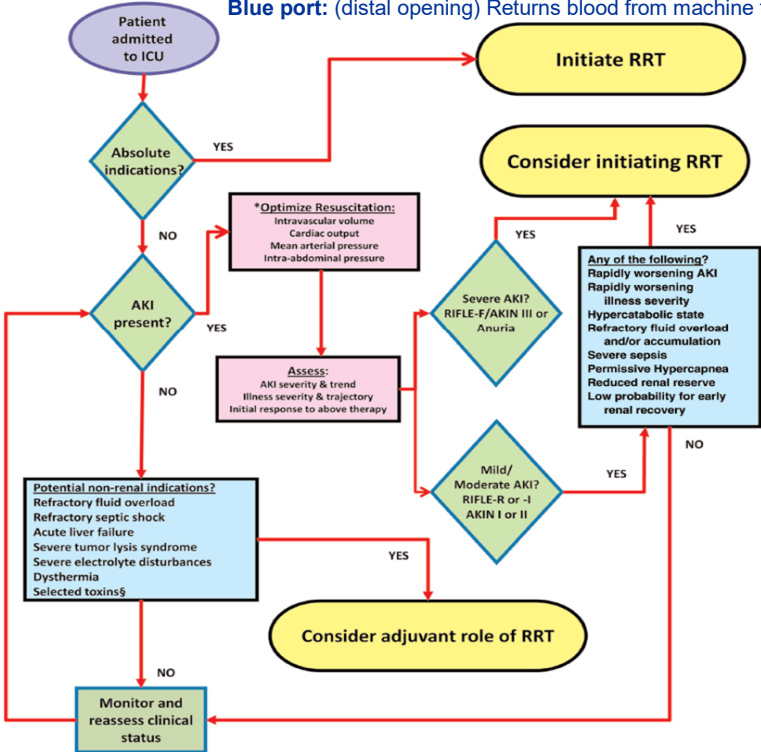 Blue port: (distal opening) Returns blood from machine
Patient
admitted
to ICU
Initiate RRT
Absolute
indications?
YES
Consider initiating RRT
NO
*Optimize Resuscitation:
Intravascular volume
Cardiac output
Mean arterial pressure
Intra-abdominal pressure
YES
YES
AKI
present?
YES
Severe AKI?
RIFLE-F/AKIN III or
Anuria
Any of the following?
Rapidly worsening AKI
Rapidly worsening
illness severity
Hypercatabolic state
Refractory fluid overload
and/or accumulation
Severe sepsis
Permissive Hypercapnea
Reduced renal reserve
Low probability for early
renal recovery
Assess:
AKI severity & trend
Illness severity & trajectory
Initial response to above therapy
NO
NO
Mild/
Moderate AKI?
RIFLE-R or -I
AKIN I or II
YES
Potential non-renal indications?
Refractory fluid overload
Refractory septic shock
Acute liver failure
Severe tumor lysis syndrome
Severe electrolyte disturbances
Dysthermia
Selected toxins§
YES
Consider adjuvant role of RRT
NO
Monitor and
reassess clinical
status